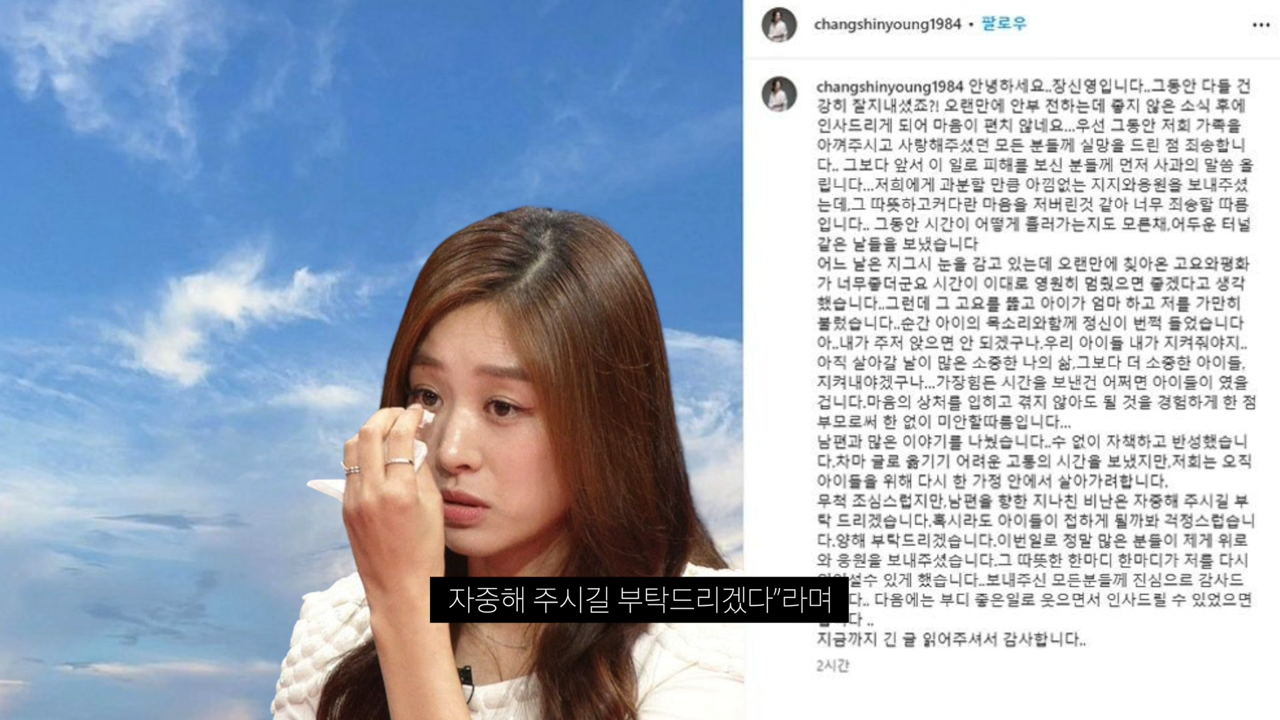 changshinyoung1984 • 팔로우
changshinyoung1984 안녕하세요..장신영입니다..그동안 다들 건
강히 잘지내셨죠?! 오랜만에 안부 전하는데 좋지 않은 소식 후에
인사드리게 되어 마음이 편치 않네요...우선 그동안 저희 가족을
아껴주시고 사랑해주셨던 모든 분들께 실망을 드린 점 죄송합니
다.. 그보다 앞서 이 일로 피해를 보신 분들께 먼저 사과의 말씀 올
립니다...저희에게 과분할 만큼 아낌없는 지지와응원을 보내주셨
는데,그 따뜻하고커다란 마음을 저버린것 같아 너무 죄송할 따름
입니다.. 그동안 시간이 어떻게 흘러가는지도 모른채,어두운 터널
같은 날들을 보냈습니다
어느 날은 지그시 눈을 감고 있는데 오랜만에 찾아온 고요와평화
가 너무좋더군요 시간이 이대로 영원히 멈췄으면 좋겠다고 생각
했습니다..그런데 그 고요를 뚫고 아이가 엄마 하고 저를 가만히
불렀습니다..순간 아이의 목소리와함께 정신이 번쩍 들었습니다
아..내가 주저 앉으면 안 되겠구나.우리 아이들 내가 지켜줘야지..
아직 살아갈 날이 많은 소중한 나의 삶,그보다 더 소중한 아이들,
지켜내야겠구나...가장힘든 시간을 보낸건 어쩌면 아이들이 였을
겁니다.마음의 상처를 입히고 겪지 않아도 될 것을 경험하게 한 점
부모로써 한 없이 미안할따름입니다...
남편과 많은 이야기를 나눴습니다..수 없이 자책하고 반성했습니
다.차마 글로 옮기기 어려운 고통의 시간을 보냈지만,저희는 오직
아이들을 위해 다시 한 가정 안에서 살아가려합니다.
무척 조심스럽지만,남편을 향한 지나친 비난은 자중해 주시길 부
탁 드리겠습니다.혹시라도 아이들이 접하게 될까봐 걱정스럽습니
다.양해 부탁드리겠습니다.이번일로 정말 많은 분들이 제게 위로
와 응원을 보내주셨습니다.그 따뜻한 한마디 한마디가 저를 다시
있게 했습니다..보내주신 모든분들께 진심으로 감사드
다.. 다음에는 부디 좋은일로 웃으면서 인사드릴 수 있었으면
다 ..
지금까지 긴 글 읽어주셔서 감사합니다..
2시간
자중해 주시길 부탁드리겠다”라며